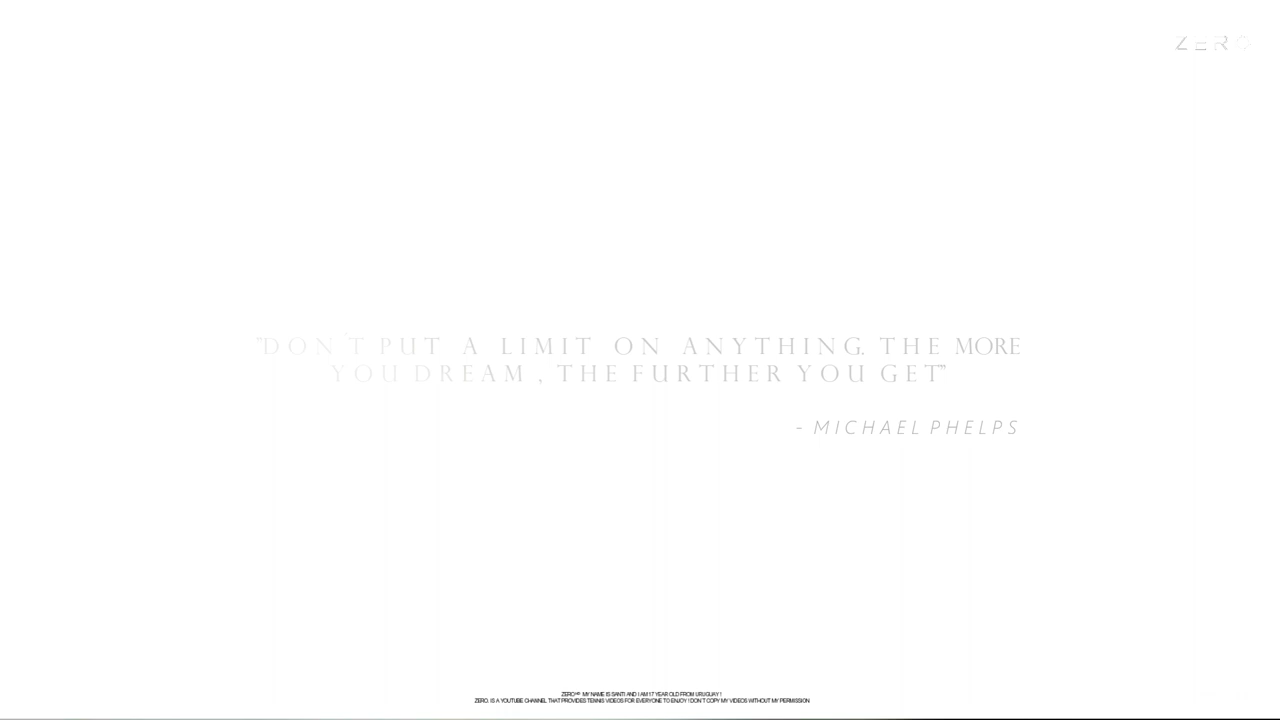 ZERO
"DON'T PUT A LIMIT ON ANYTHING. THE MORE
YOU DREAM , THE FURTHER YOU GET"
- MICHAEL PHELPS
ZEROᴴᴰ MY NAME IS SANTI AND I AM 17 YEAR OLD FROM URUGUAY !
ZERO. IS A YOUTUBE CHANNEL THAT PROVIDES TENNIS VIDEOS FOR EVERYONE TO ENJOY ! DON'T COPY MY VIDEOS WITHOUT MY PERMISSION